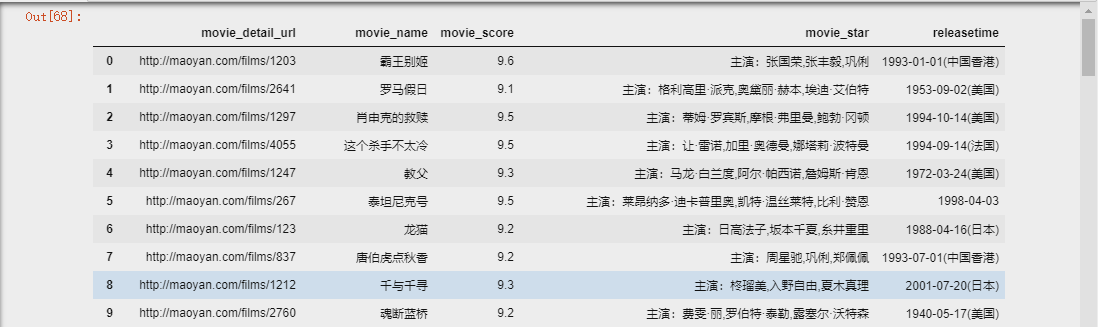 Out[68]:
movie_detail_url movie_name movie_score movie_star releasetime
0 http://maoyan.com/films/1203 霸王别姬 9.6 主演：张国荣,张丰毅,巩俐 1993-01-01(中国香港)
1 http://maoyan.com/films/2641 罗马假日 9.1 主演：格利高里·派克,奥黛丽·赫本,埃迪·艾伯特 1953-09-02(美国)
2 http://maoyan.com/films/1297 肖申克的救赎 9.5 主演：蒂姆·罗宾斯,摩根·弗里曼,鲍勃·冈顿 1994-10-14(美国)
3 http://maoyan.com/films/4055 这个杀手不太冷 9.5 主演：让·雷诺,加里·奥德曼,娜塔莉·波特曼 1994-09-14(法国)
4 http://maoyan.com/films/1247 教父 9.3 主演：马龙·白兰度,阿尔·帕西诺,詹姆斯·肯恩 1972-03-24(美国)
5 http://maoyan.com/films/267 泰坦尼克号 9.5 主演：莱昂纳多·迪卡普里奥,凯特·温丝莱特,比利·赞恩 1998-04-03
6 http://maoyan.com/films/123 龙猫 9.2 主演：日高法子,坂本千夏,糸井重里 1988-04-16(日本)
7 http://maoyan.com/films/837 唐伯虎点秋香 9.2 主演：周星驰,巩俐,郑佩佩 1993-07-01(中国香港)
8 http://maoyan.com/films/1212 千与千寻 9.3 主演：柊瑠美,入野自由,夏木真理 2001-07-20(日本)
9 http://maoyan.com/films/2760 魂断蓝桥 9.2 主演：费雯·丽,罗伯特·泰勒,露塞尔·沃特森 1940-05-17(美国)